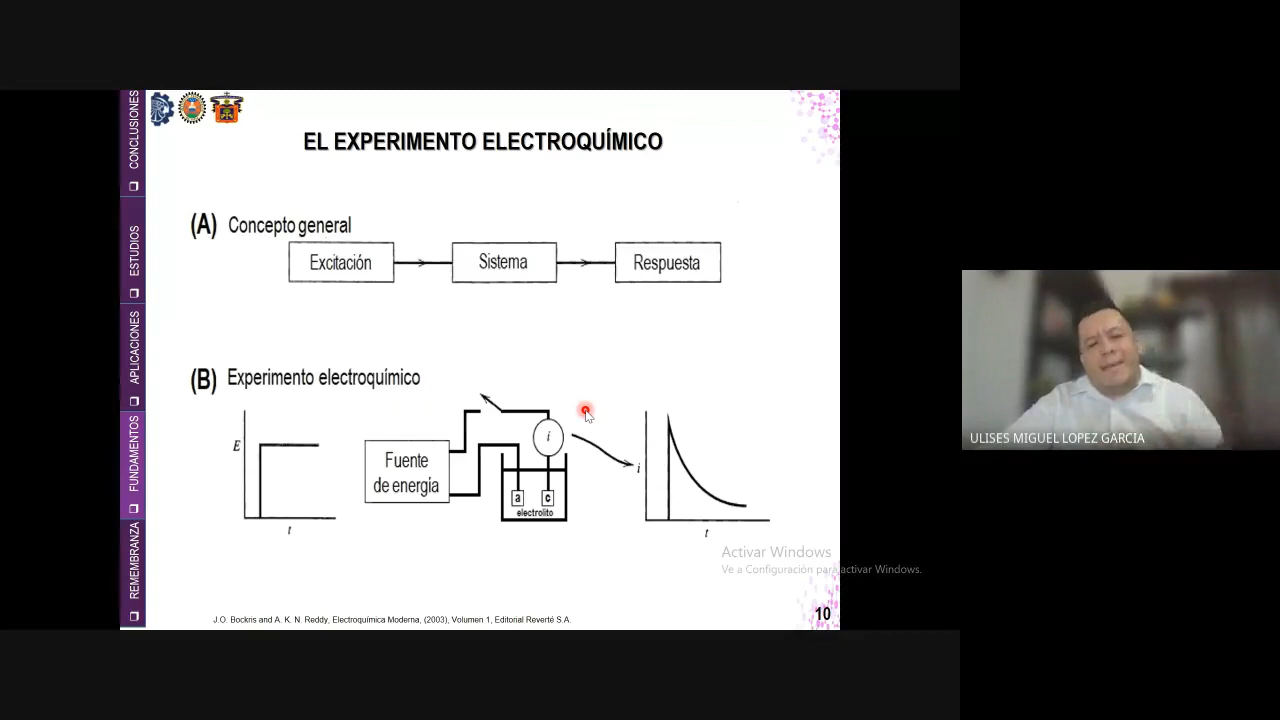 EL EXPERIMENTO ELECTROQUÍMICO
(A) Concepto general
Excitación
Sistema
Respuesta
(B) Experimento electroquímico
E
t
Fuente
de energia
i
a
c
electrolito
i
t
J.O. Bockris and A. K. N. Reddy, Electroquímica Moderna, (2003), Volumen 1, Editorial Reverté S.A.
10
Activar Windows
Ve a Configuración para activar Windows.
CONCLUSIONES
ESTUDIOS
APLICACIONES
FUNDAMENTOS
REMEMBRANZA
ULISES MIGUEL LOPEZ GARCIA